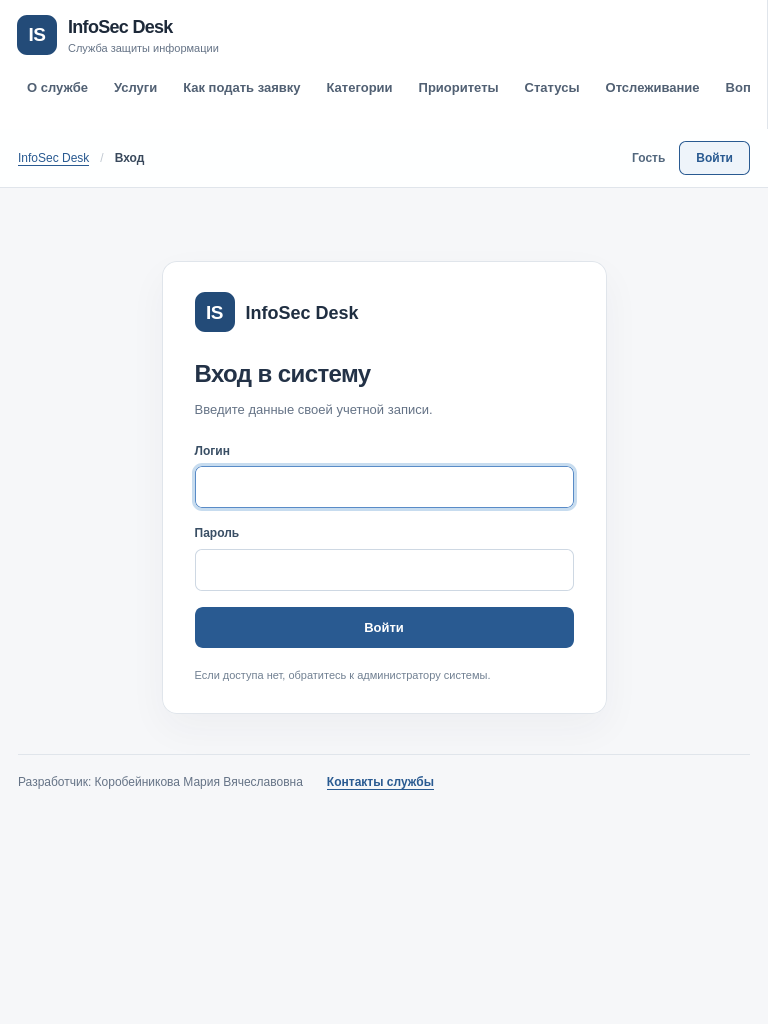 IS
InfoSec Desk
Служба защиты информации
О службе Услуги Как подать заявку Категории Приоритеты Статусы Отслеживание Воп
InfoSec Desk / Вход Гость Войти
IS InfoSec Desk
Вход в систему
Введите данные своей учетной записи.
Логин
Пароль
Войти
Если доступа нет, обратитесь к администратору системы.
Разработчик: Коробейникова Мария Вячеславовна Контакты службы